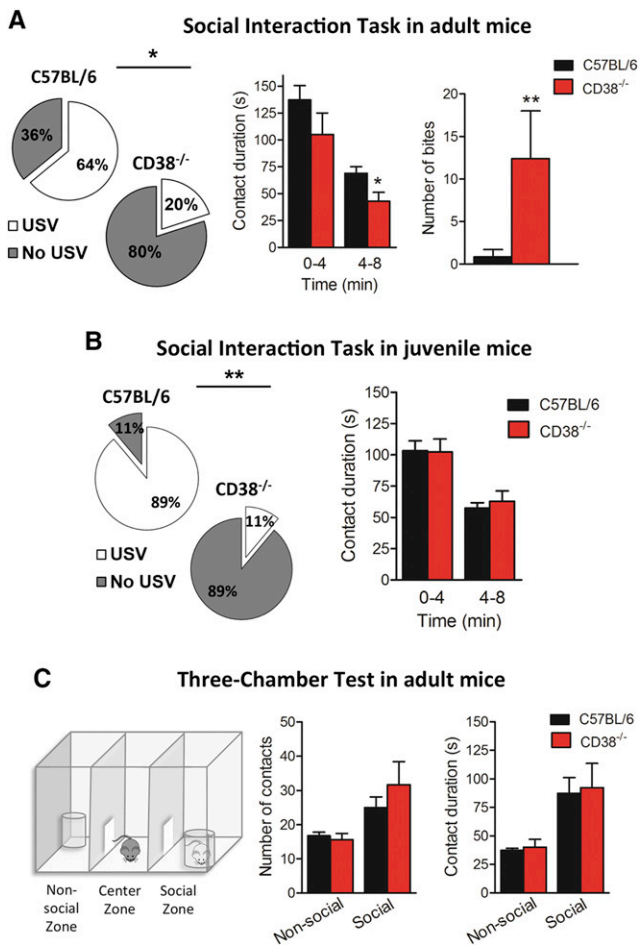 A
Social Interaction Task in adult mice
C57BL/6
*
36%
64%
CD38-/-
20%
80%
USV
No USV
Contact duration (s)
150
125
100
75
50
25
0
*
0-4
4-8
Time (min)
C57BL/6
CD38-/-
Number of bites
20
15
10
5
0
**
B
Social Interaction Task in juvenile mice
C57BL/6
**
11%
89%
CD38-/-
11%
89%
USV
No USV
Contact duration (s)
150
125
100
75
50
25
0
0-4
4-8
Time (min)
C57BL/6
CD38-/-
C
Three-Chamber Test in adult mice
Non-
social
Zone
Center
Zone
Social
Zone
Number of contacts
50
40
30
20
10
0
Non-social
Social
Contact duration (s)
150
125
100
75
50
25
0
Non-social
Social
C57BL/6
CD38-/-